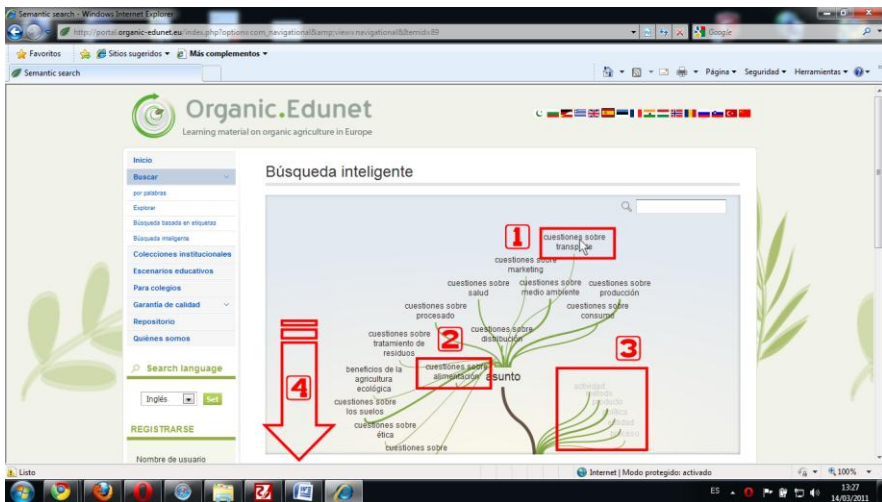 Semantic search - Windows Internet Explorer
http://portal.organic-edunet.eu/index.php?option=com_navigational&amp;view=navigational&Itemid=89
Google
Favoritos
Sitios sugeridos
Más complementos
Semantic search
Página
Seguridad
Herramientas
Organic.Edunet
Learning material on organic agriculture in Europe
Inicio
Buscar
por palabras
Explorar
Búsqueda basada en etiquetas
Búsqueda inteligente
Colecciones institucionales
Escenarios educativos
Para colegios
Garantía de calidad
Repositorio
Quiénes somos
Search language
Inglés
Set
REGISTRARSE
Nombre de usuario
Búsqueda inteligente
1
cuestiones sobre
cuestiones sobre
marketing
cuestiones sobre
salud
cuestiones sobre
medio ambiente
cuestiones sobre
producción
cuestiones sobre
procesado
cuestiones sobre
consumo
cuestiones sobre
tratamiento de
residuos
2
cuestiones sobre
distribución
3
beneficios de la
agricultura
ecológica
cuestiones sobre
alimentación
asunto
4
cuestiones sobre
los suelos
cuestiones sobre
ética
cuestiones sobre
actividad
método
producto
calidad
proceso
Listo
Internet | Modo protegido: activado
100%
ES
13:27
14/03/2011